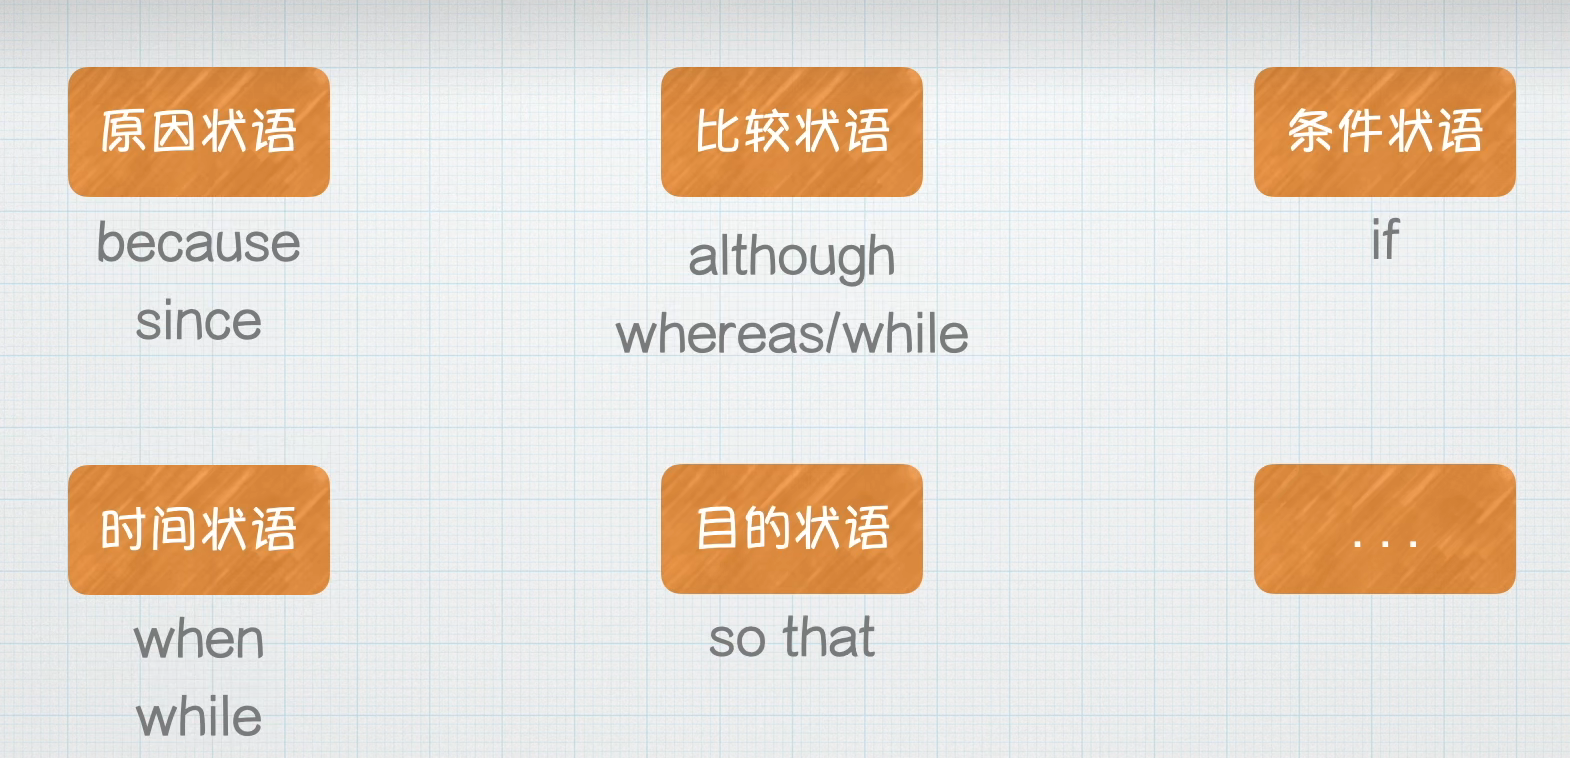 原因状语
比较状语
条件状语
because
since
although
whereas/while
if
时间状语
目的状语
...
when
while
so that